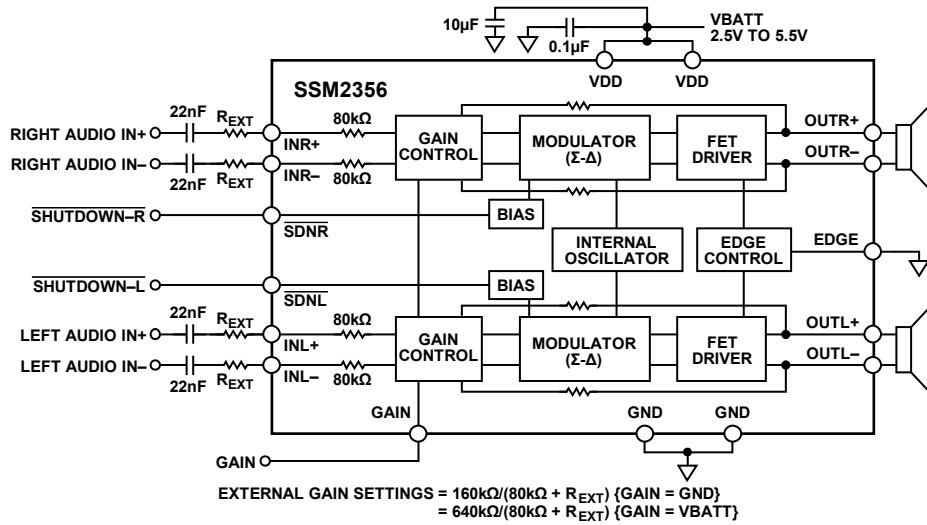 10µF
0.1µF
VBATT
2.5V TO 5.5V
VDD
VDD
SSM2356
22nF
REXT
RIGHT AUDIO IN+
INR+
80kΩ
GAIN
CONTROL
MODULATOR
(Σ-Δ)
FET
DRIVER
OUTR+
RIGHT AUDIO IN–
22nF
REXT
INR–
80kΩ
OUTR–
SHUTDOWN–R
SDNR
BIAS
INTERNAL
OSCILLATOR
EDGE
CONTROL
EDGE
SHUTDOWN–L
SDNL
BIAS
22nF
REXT
LEFT AUDIO IN+
INL+
80kΩ
GAIN
CONTROL
MODULATOR
(Σ-Δ)
FET
DRIVER
OUTL+
LEFT AUDIO IN–
22nF
REXT
INL–
80kΩ
OUTL–
GAIN
GND
GND
GAIN
EXTERNAL GAIN SETTINGS = 160kΩ/(80kΩ + REXT) {GAIN = GND}
= 640kΩ/(80kΩ + REXT) {GAIN = VBATT}